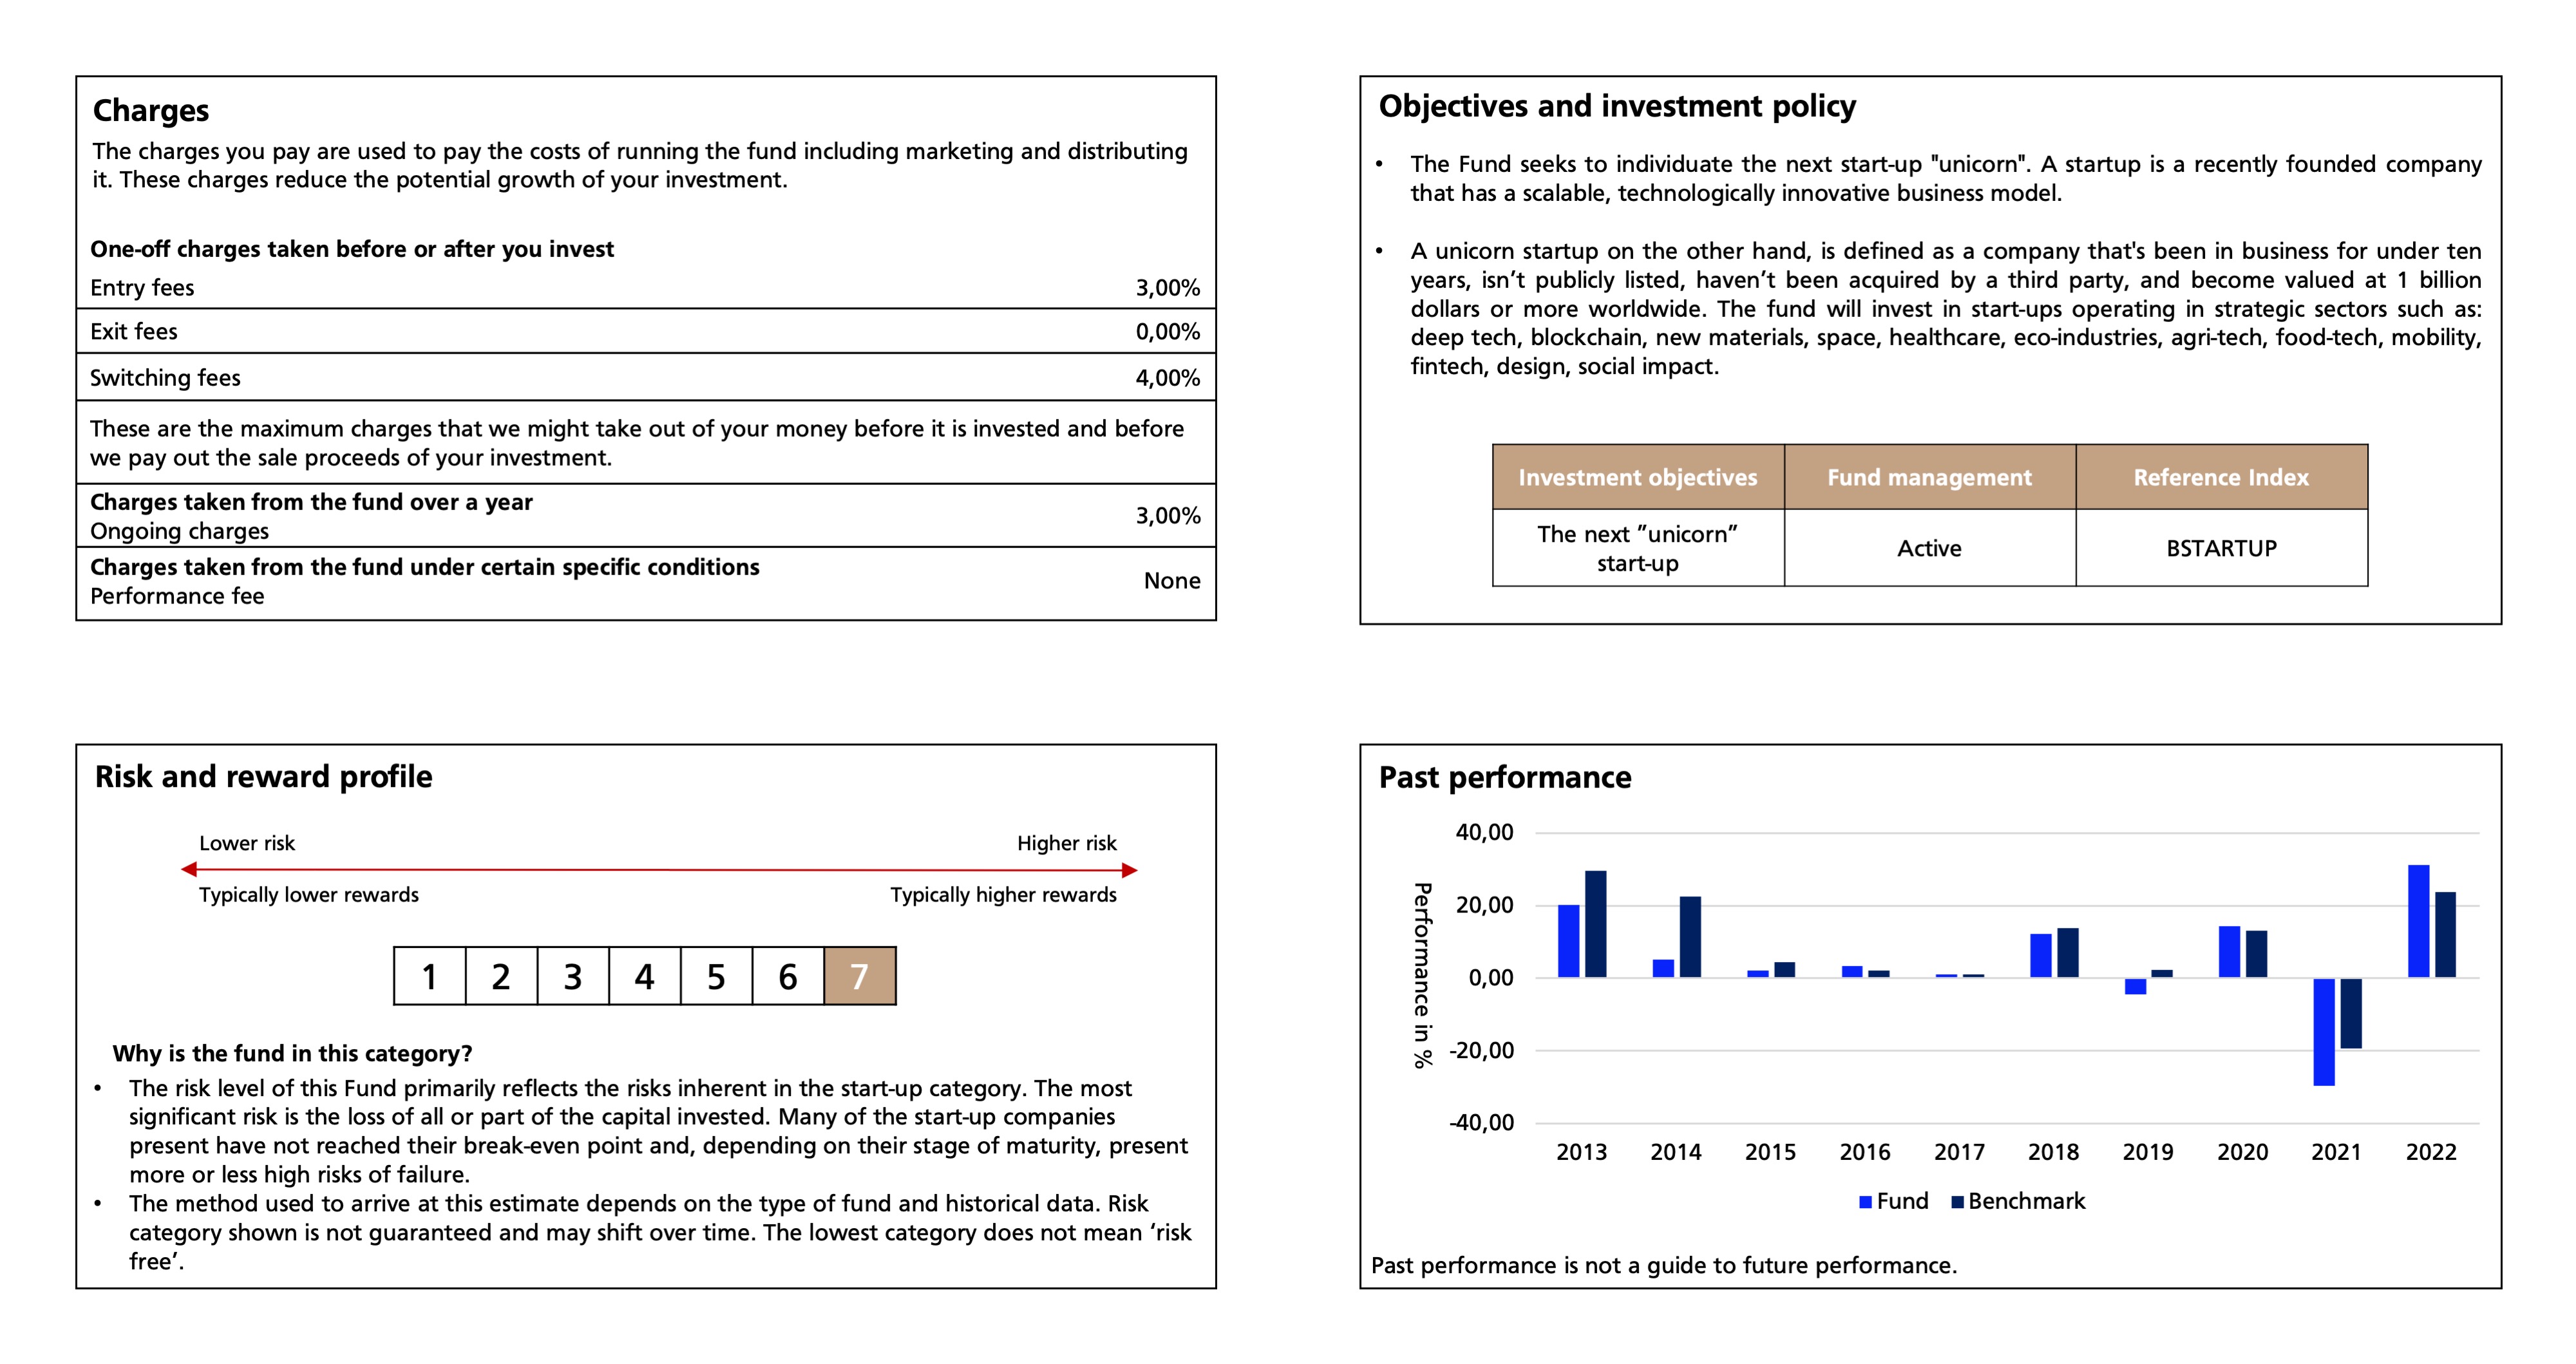 Charges
The charges you pay are used to pay the costs of running the fund including marketing and distributing
it. These charges reduce the potential growth of your investment.
One-off charges taken before or after you invest
Entry fees 3,00%
Exit fees 0,00%
Switching fees 4,00%
These are the maximum charges that we might take out of your money before it is invested and before
we pay out the sale proceeds of your investment.
Charges taken from the fund over a year
Ongoing charges 3,00%
Charges taken from the fund under certain specific conditions
Performance fee None
Objectives and investment policy
• The Fund seeks to individuate the next start-up "unicorn". A startup is a recently founded company
that has a scalable, technologically innovative business model.
• A unicorn startup on the other hand, is defined as a company that's been in business for under ten
years, isn’t publicly listed, haven’t been acquired by a third party, and become valued at 1 billion
dollars or more worldwide. The fund will invest in start-ups operating in strategic sectors such as:
deep tech, blockchain, new materials, space, healthcare, eco-industries, agri-tech, food-tech, mobility,
fintech, design, social impact.
Investment objectives Fund management Reference Index
The next ”unicorn”
start-up Active BSTARTUP
Risk and reward profile
Lower risk Higher risk
Typically lower rewards Typically higher rewards
1 2 3 4 5 6 7
Why is the fund in this category?
• The risk level of this Fund primarily reflects the risks inherent in the start-up category. The most
significant risk is the loss of all or part of the capital invested. Many of the start-up companies
present have not reached their break-even point and, depending on their stage of maturity, present
more or less high risks of failure.
• The method used to arrive at this estimate depends on the type of fund and historical data. Risk
category shown is not guaranteed and may shift over time. The lowest category does not mean ‘risk
free’.
Past performance
Performance in %
40,00
20,00
0,00
-20,00
-40,00
2013 2014 2015 2016 2017 2018 2019 2020 2021 2022
Fund Benchmark
Past performance is not a guide to future performance.